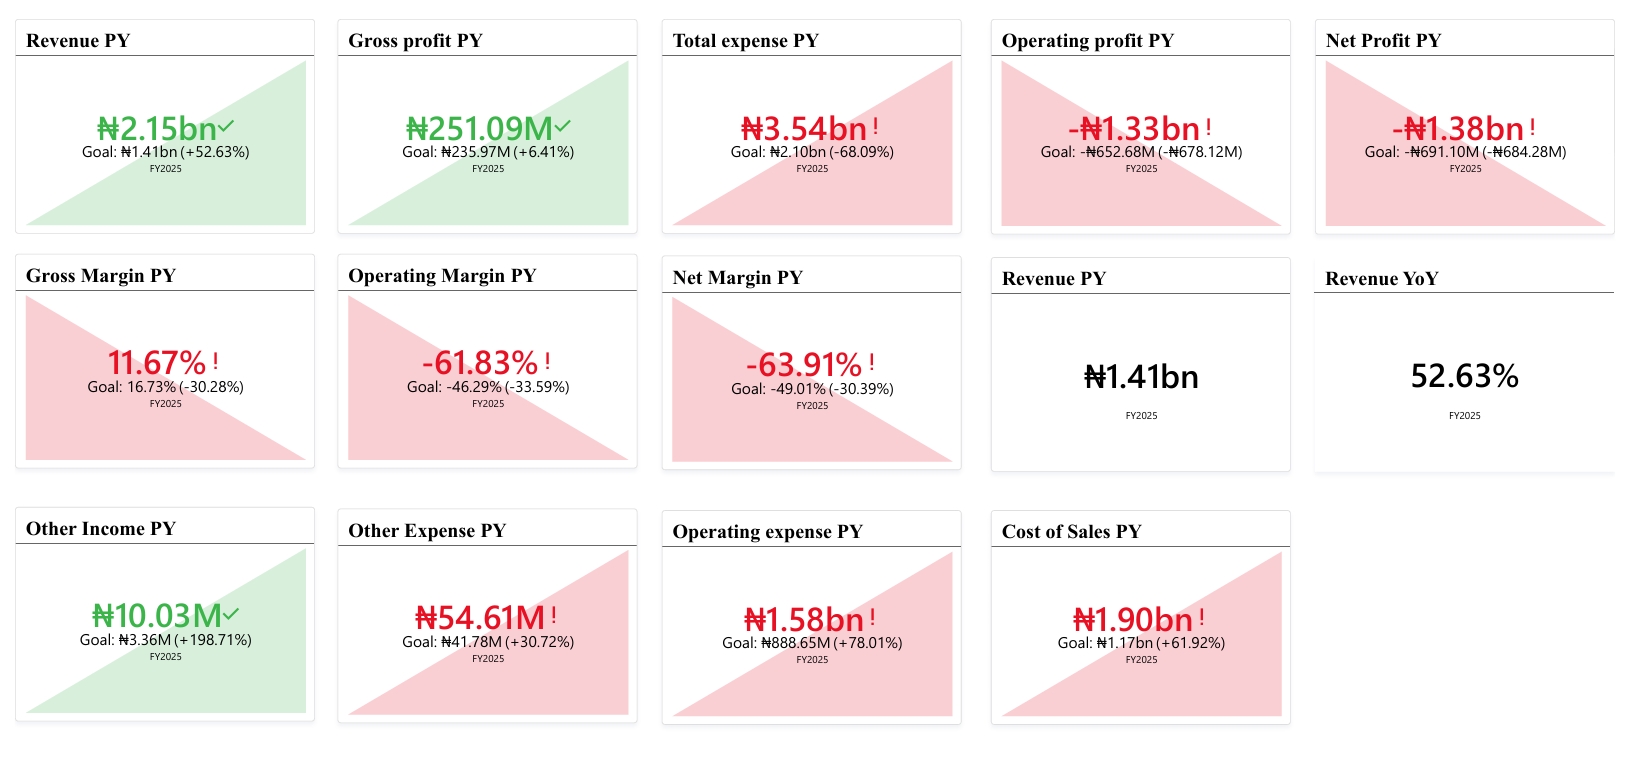 Revenue PY
₦2.15bn✓
Goal: ₦1.41bn (+52.63%)
FY2025
Gross profit PY
₦251.09M✓
Goal: ₦235.97M (+6.41%)
FY2025
Total expense PY
₦3.54bn !
Goal: ₦2.10bn (-68.09%)
FY2025
Operating profit PY
-₦1.33bn !
Goal: -₦652.68M (-₦678.12M)
FY2025
Net Profit PY
-₦1.38bn !
Goal: -₦691.10M (-₦684.28M)
FY2025
Gross Margin PY
11.67% !
Goal: 16.73% (-30.28%)
FY2025
Operating Margin PY
-61.83% !
Goal: -46.29% (-33.59%)
FY2025
Net Margin PY
-63.91% !
Goal: -49.01% (-30.39%)
FY2025
Revenue PY
₦1.41bn
FY2025
Revenue YoY
52.63%
FY2025
Other Income PY
₦10.03M✓
Goal: ₦3.36M (+198.71%)
FY2025
Other Expense PY
₦54.61M !
Goal: ₦41.78M (+30.72%)
FY2025
Operating expense PY
₦1.58bn !
Goal: ₦888.65M (+78.01%)
FY2025
Cost of Sales PY
₦1.90bn !
Goal: ₦1.17bn (+61.92%)
FY2025